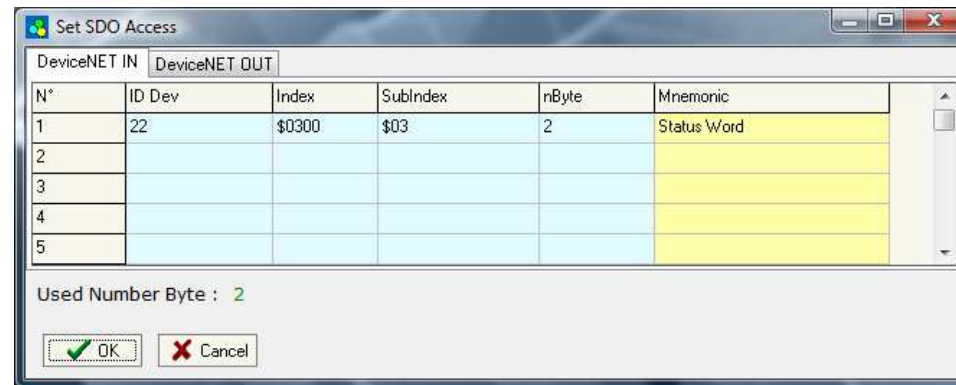 Set SDO Access
DeviceNET IN DeviceNET OUT
N° ID Dev Index SubIndex nByte Mnemonic
1 22 $0300 $03 2 Status Word
2
3
4
5
Used Number Byte : 2
OK Cancel